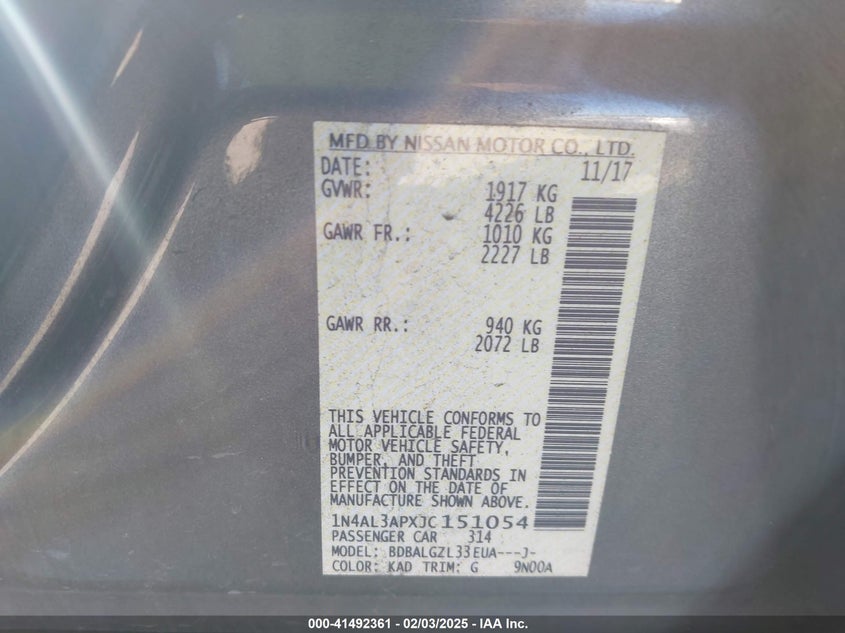 MFD BY NISSAN MOTOR CO., LTD.
DATE: 11/17
GVWR: 1917 KG
4226 LB
GAWR FR.: 1010 KG
2227 LB
GAWR RR.: 940 KG
2072 LB
THIS VEHICLE CONFORMS TO
ALL APPLICABLE FEDERAL
MOTOR VEHICLE SAFETY,
BUMPER, AND THEFT
PREVENTION STANDARDS IN
EFFECT ON THE DATE OF
MANUFACTURE SHOWN ABOVE.
1N4AL3APXJC151054
PASSENGER CAR 314
MODEL: BDBALGZL33EUA---J-
COLOR: KAD TRIM: G 9N00A
000-41492361 - 02/03/2025 - IAA Inc.